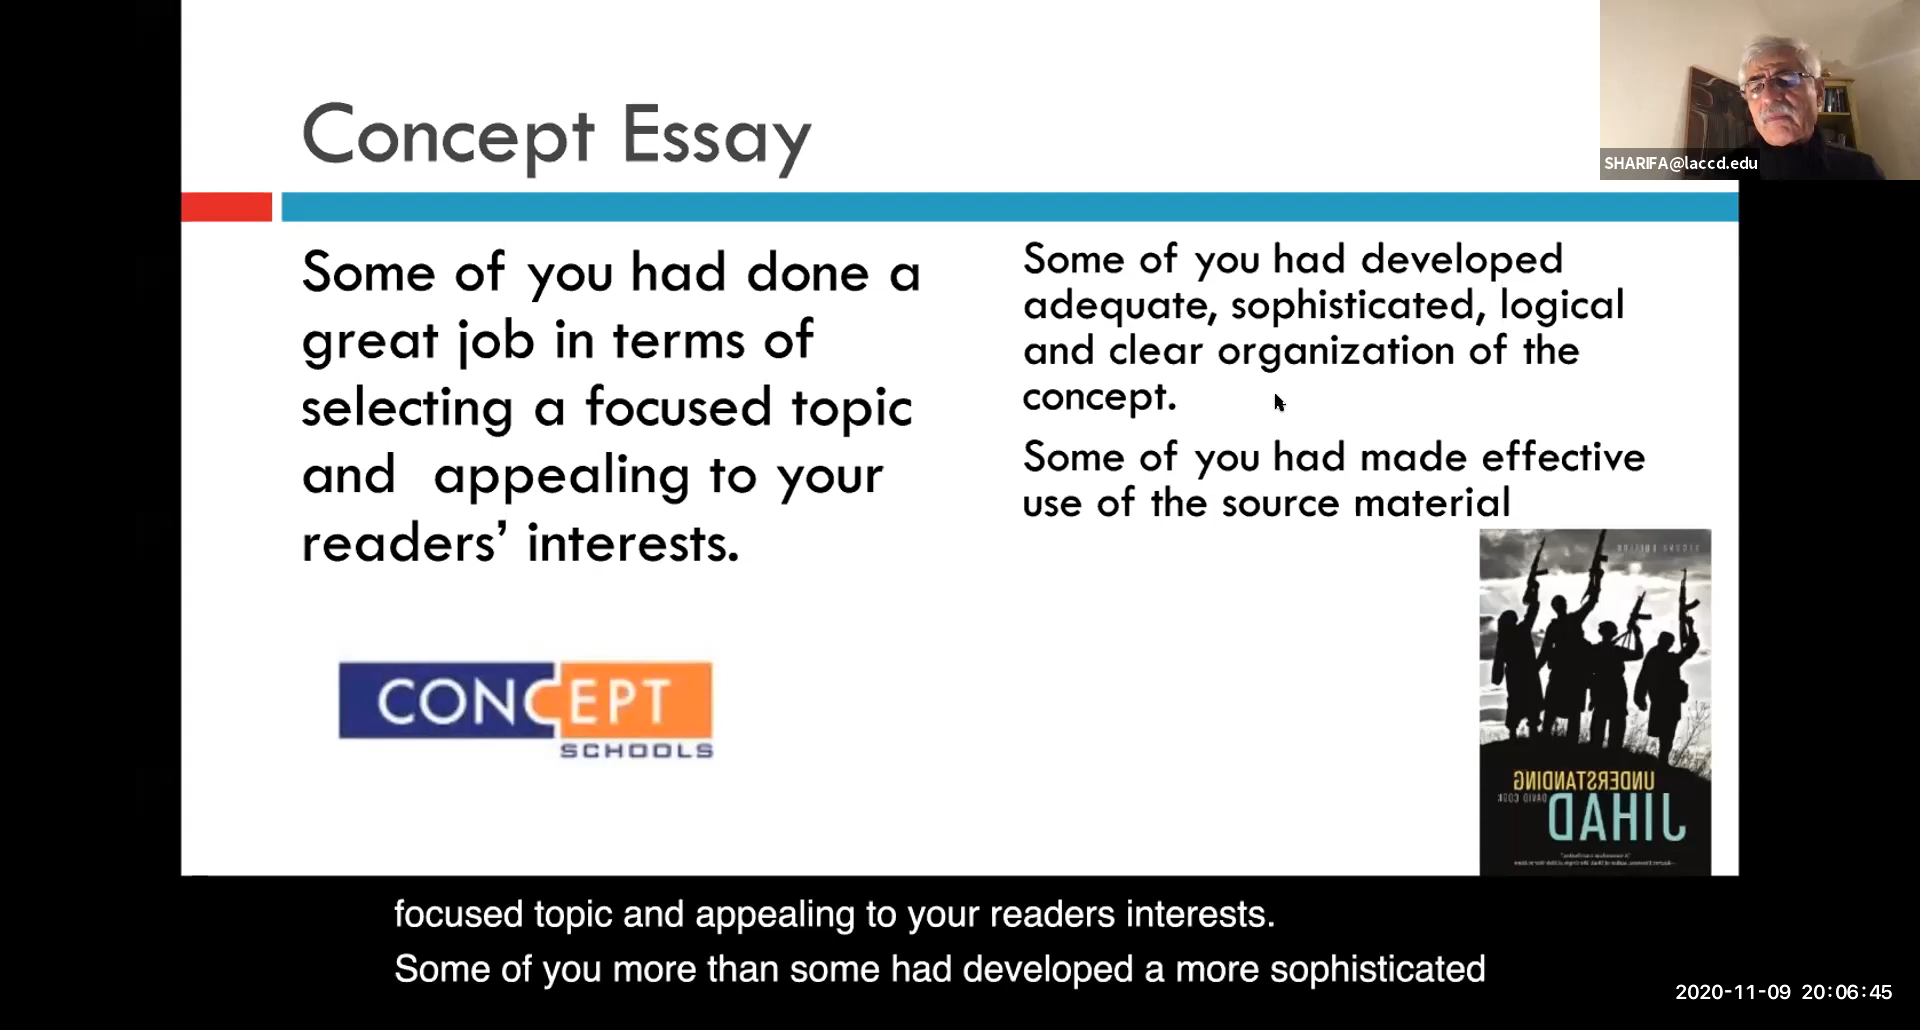 Concept Essay
SHARIFA@laccd.edu
Some of you had done a
great job in terms of
selecting a focused topic
and appealing to your
readers’ interests.
Some of you had developed
adequate, sophisticated, logical
and clear organization of the
concept.
Some of you had made effective
use of the source material
CONCEPT
SCHOOLS
SECOND EDITION
UNDERSTANDING
DAVID COOK
JIHAD
focused topic and appealing to your readers interests.
Some of you more than some had developed a more sophisticated
2020-11-09 20:06:45